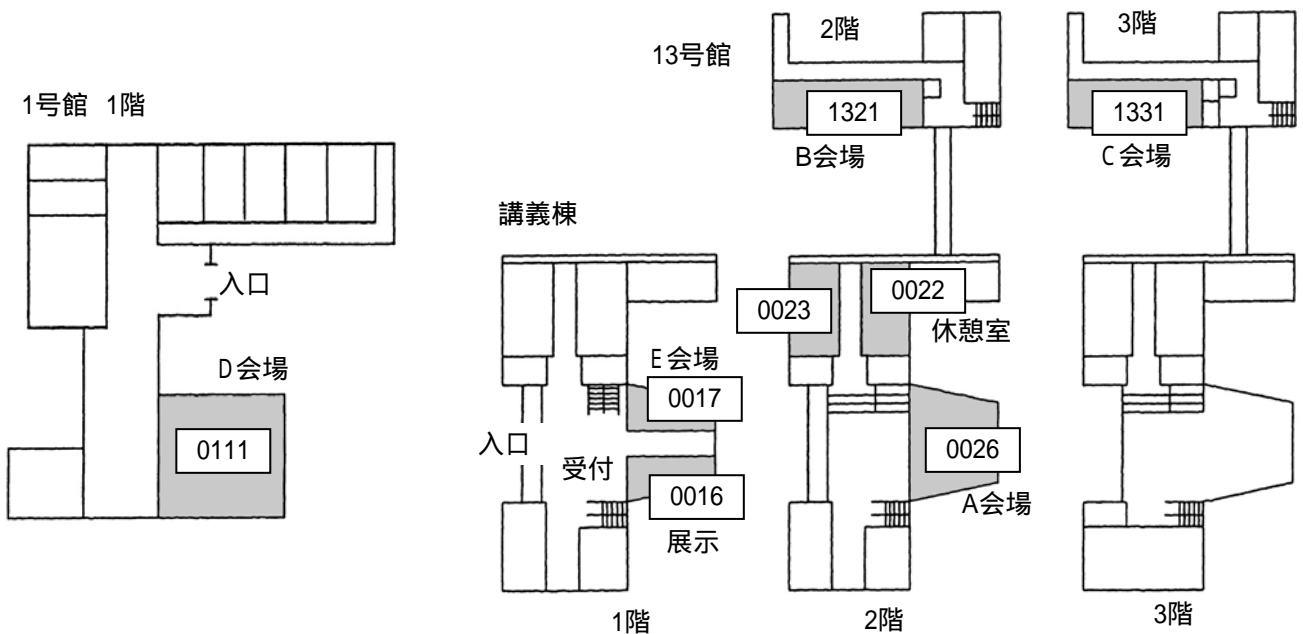 2階
3階
13号館
1号館 1階
1321
1331
B会場
C会場
講義棟
入口
0023
0022
休憩室
D会場
E会場
0017
入口
0111
受付
0026
0016
A会場
展示
1階
2階
3階